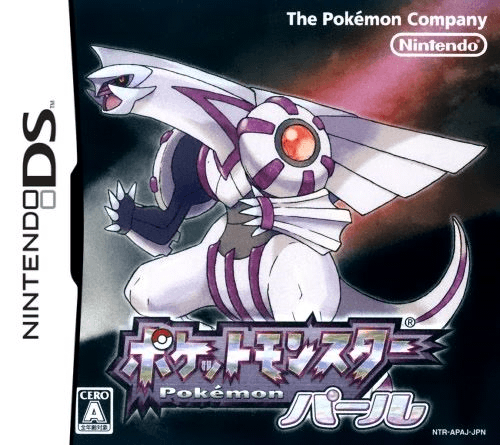 The Pokémon Company
Nintendo®
NINTENDO DS™
ポケットモンスター®
Pokémon
パール
CERO
A
全年齢対象
NTR-APAJ-JPN